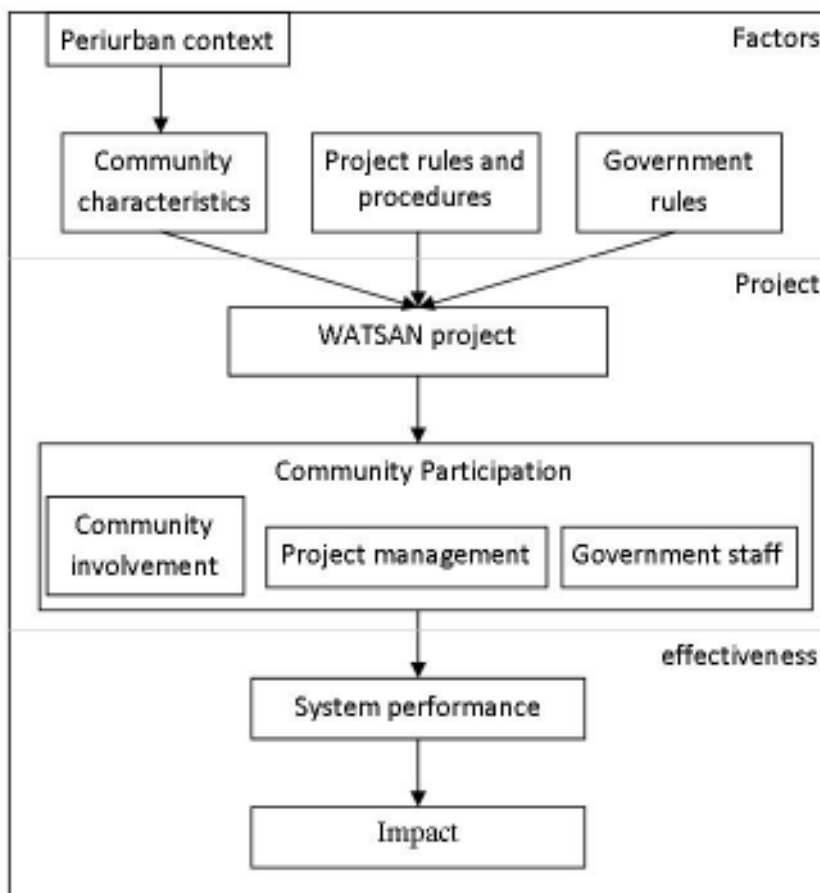 Periurban context
Factors
Community
characteristics
Project rules and
procedures
Government
rules
Project
WATSAN project
Community Participation
Community
involvement
Project management
Government staff
effectiveness
System performance
Impact